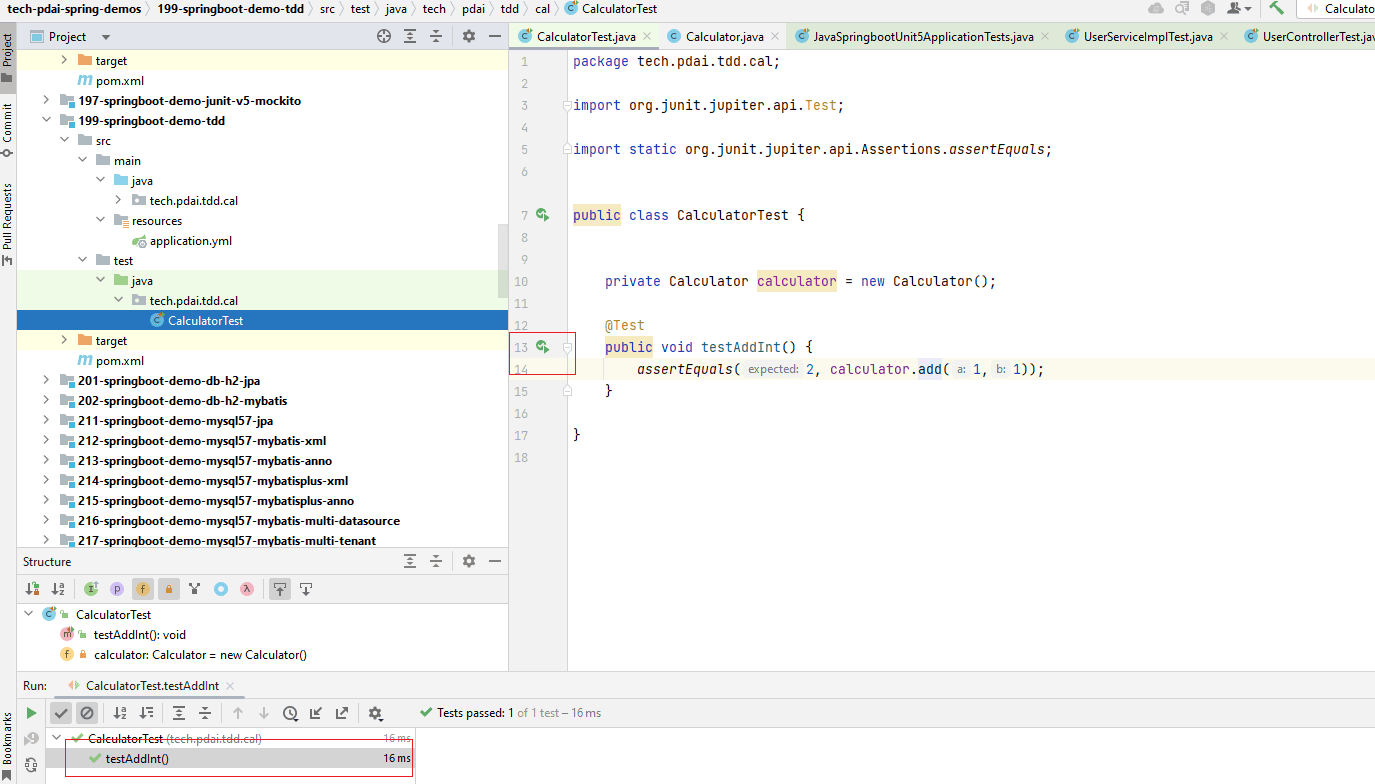 tech-pdai-spring-demos 199-springboot-demo-tdd src test java tech pdai tdd cal CalculatorTest
Project
Commit
Pull Requests
Bookmarks
Project
target
pom.xml
197-springboot-demo-junit-v5-mockito
199-springboot-demo-tdd
src
main
java
tech.pdai.tdd.cal
resources
application.yml
test
java
tech.pdai.tdd.cal
CalculatorTest
target
pom.xml
201-springboot-demo-db-h2-jpa
202-springboot-demo-db-h2-mybatis
211-springboot-demo-mysql57-jpa
212-springboot-demo-mysql57-mybatis-xml
213-springboot-demo-mysql57-mybatis-anno
214-springboot-demo-mysql57-mybatisplus-xml
215-springboot-demo-mysql57-mybatisplus-anno
216-springboot-demo-mysql57-mybatis-multi-datasource
217-springboot-demo-mysql57-mybatis-multi-tenant
CalculatorTest.java Calculator.java JavaSpringbootUnit5ApplicationTests.java UserServiceImplTest.java UserControllerTest.jav
1 package tech.pdai.tdd.cal;
2
3 import org.junit.jupiter.api.Test;
4
5 import static org.junit.jupiter.api.Assertions.assertEquals;
6
7 public class CalculatorTest {
8
9
10 private Calculator calculator = new Calculator();
11
12 @Test
13 public void testAddInt() {
14 assertEquals( expected: 2, calculator.add( a: 1, b: 1));
15 }
16
17 }
18
Structure
CalculatorTest
testAddInt(): void
calculator: Calculator = new Calculator()
Run: CalculatorTest.testAddInt
Tests passed: 1 of 1 test – 16 ms
CalculatorTest (tech.pdai.tdd.cal) 16 ms
testAddInt() 16 ms